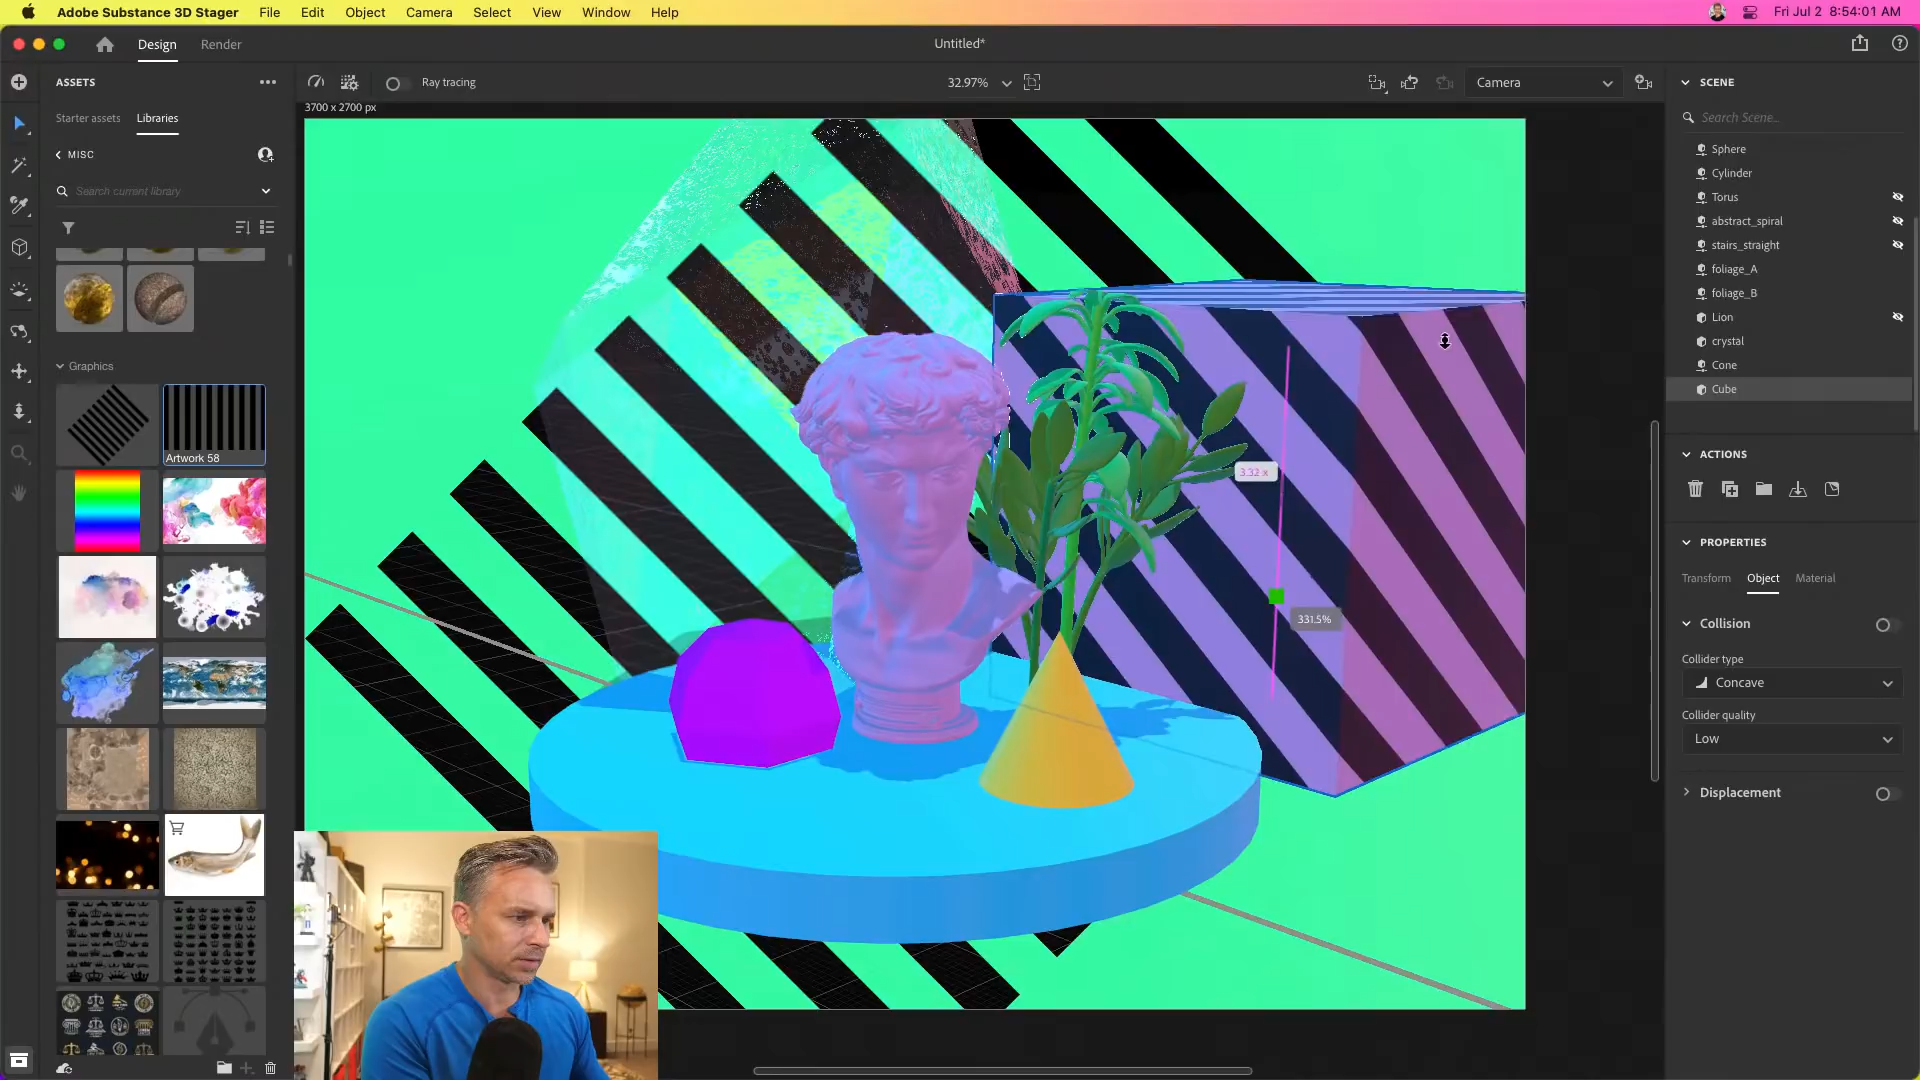 Adobe Substance 3D Stager File Edit Object Camera Select View Window Help
Fri Jul 2 8:54:01 AM
Design Render
Untitled*
ASSETS
Ray tracing
32.97%
Camera
SCENE
3700 x 2700 px
Starter assets Libraries
Search Scene...
MISC
Search current library
Sphere
Cylinder
Torus
abstract_spiral
stairs_straight
foliage_A
foliage_B
Lion
crystal
Cone
Cube
Graphics
Artwork 58
3.32 x
331.5%
ACTIONS
PROPERTIES
Transform Object Material
Collision
Collider type
Concave
Collider quality
Low
Displacement